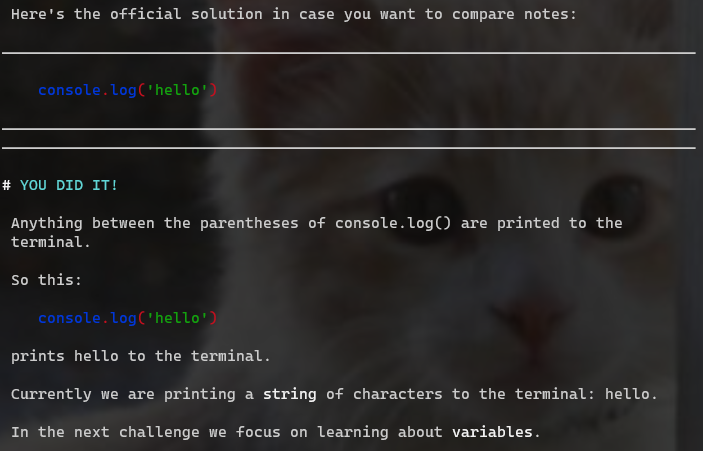 Here's the official solution in case you want to compare notes:
console.log('hello')
# YOU DID IT!
Anything between the parentheses of console.log() are printed to the
terminal.
So this:
console.log('hello')
prints hello to the terminal.
Currently we are printing a string of characters to the terminal: hello.
In the next challenge we focus on learning about variables.